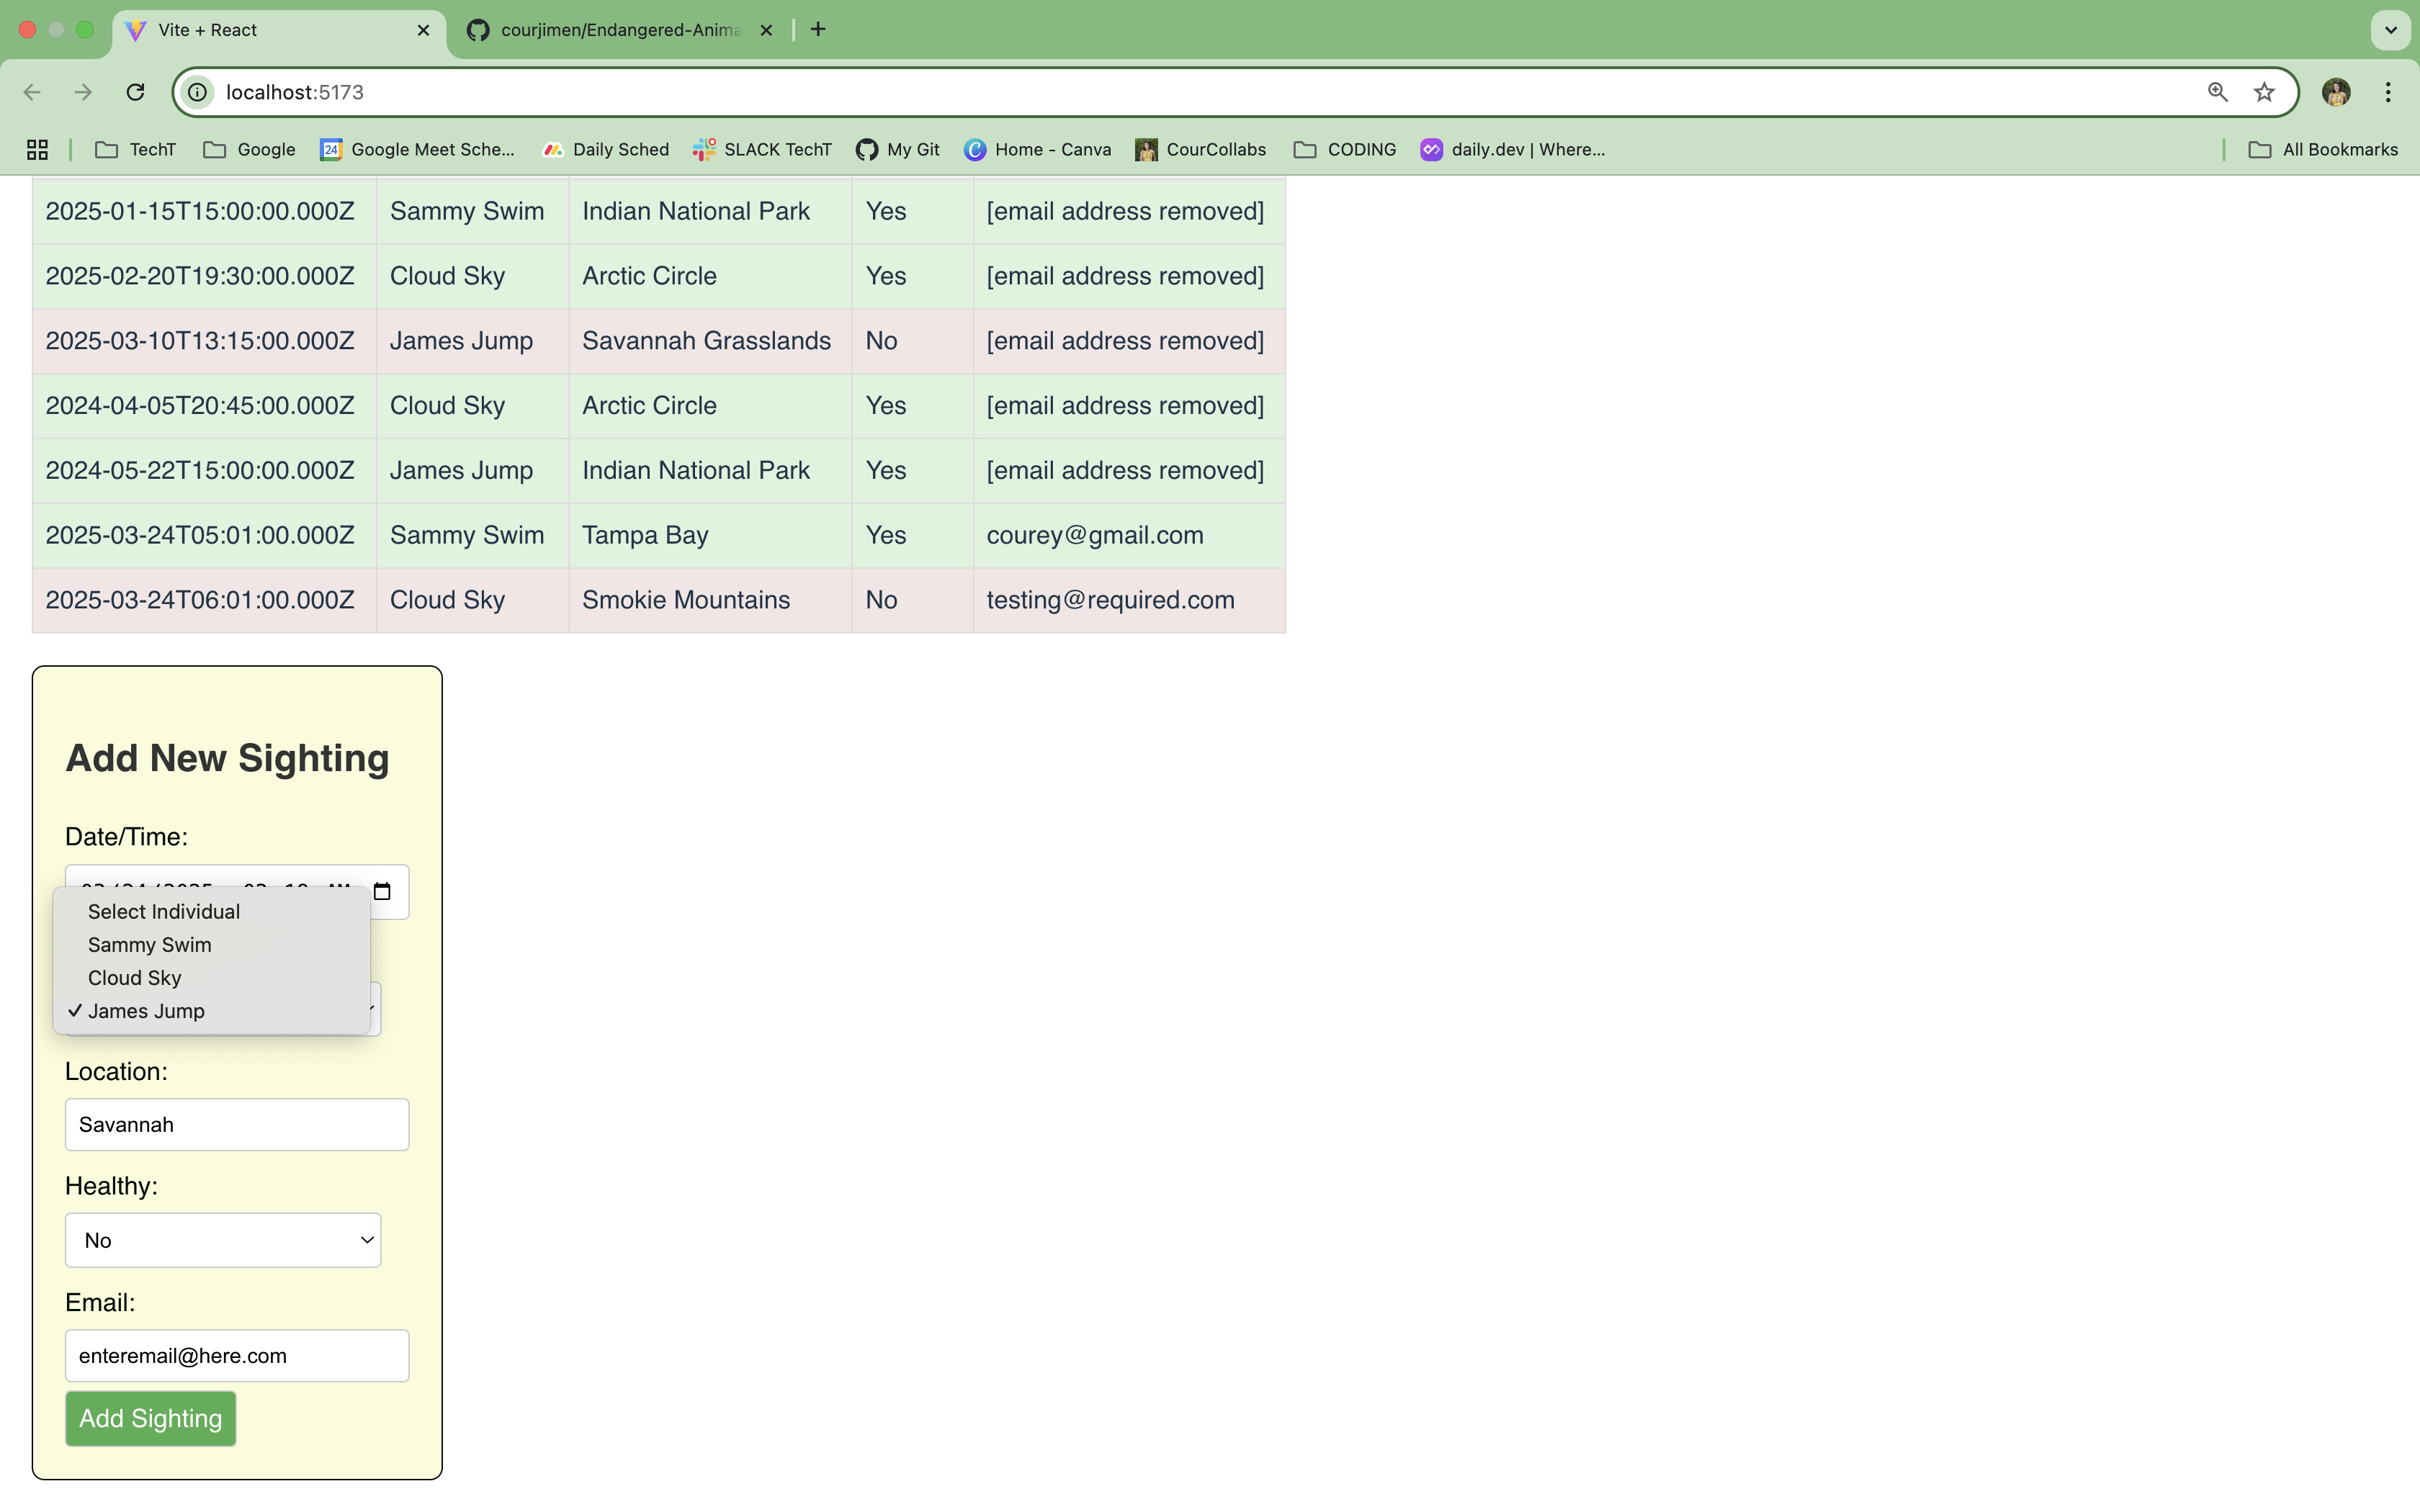 Vite + React
courjimen/Endangered-Anima
localhost:5173
TechT Google Google Meet Sche... Daily Sched SLACK TechT My Git Home - Canva CourCollabs CODING daily.dev | Where... All Bookmarks
2025-01-15T15:00:00.000Z Sammy Swim Indian National Park Yes [email address removed]
2025-02-20T19:30:00.000Z Cloud Sky Arctic Circle Yes [email address removed]
2025-03-10T13:15:00.000Z James Jump Savannah Grasslands No [email address removed]
2024-04-05T20:45:00.000Z Cloud Sky Arctic Circle Yes [email address removed]
2024-05-22T15:00:00.000Z James Jump Indian National Park Yes [email address removed]
2025-03-24T05:01:00.000Z Sammy Swim Tampa Bay Yes courey@gmail.com
2025-03-24T06:01:00.000Z Cloud Sky Smokie Mountains No testing@required.com
Add New Sighting
Date/Time:
Select Individual
Sammy Swim
Cloud Sky
✓ James Jump
Location:
Savannah
Healthy:
No
Email:
enteremail@here.com
Add Sighting